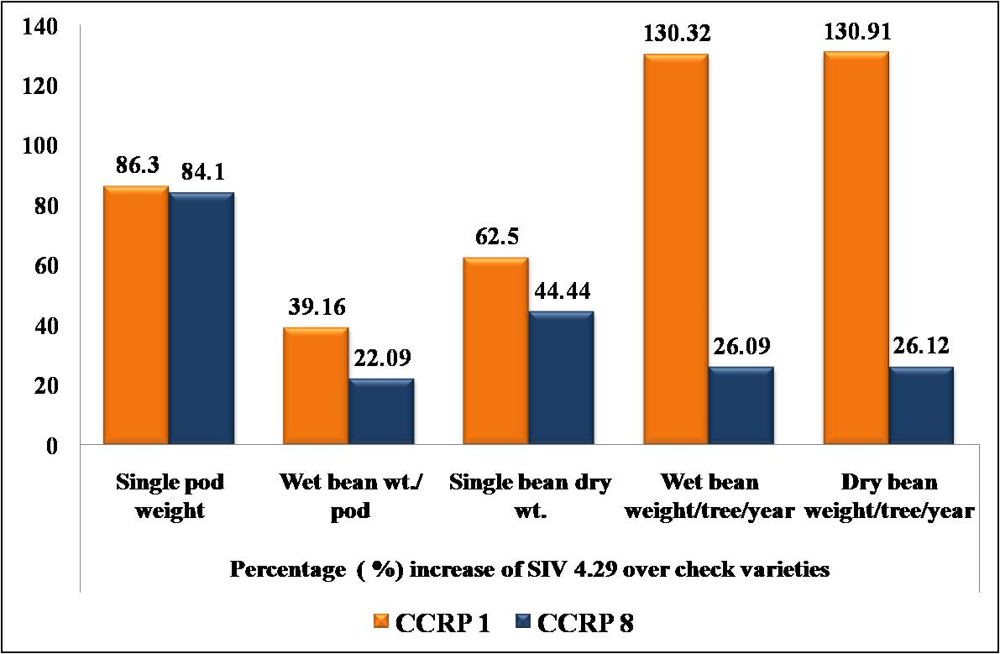 140
120
100
80
60
40
20
0
86.3
84.1
39.16
22.09
62.5
44.44
130.32
26.09
130.91
26.12
Single pod
weight
Wet bean wt./
pod
Single bean dry
wt.
Wet bean
weight/tree/year
Dry bean
weight/tree/year
Percentage ( %) increase of SIV 4.29 over check varieties
CCRP 1
CCRP 8